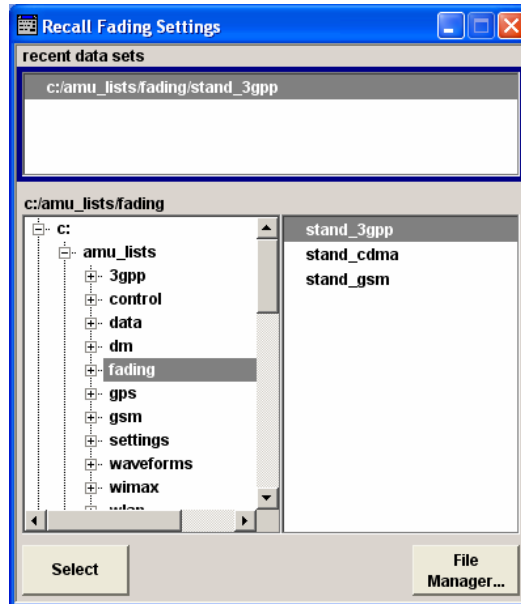 Recall Fading Settings
recent data sets
c:/amu_lists/fading/stand_3gpp
c:/amu_lists/fading
c:
amu_lists
3gpp
control
data
dm
fading
gps
gsm
settings
waveforms
wimax
wlan
stand_3gpp
stand_cdma
stand_gsm
Select
File
Manager...